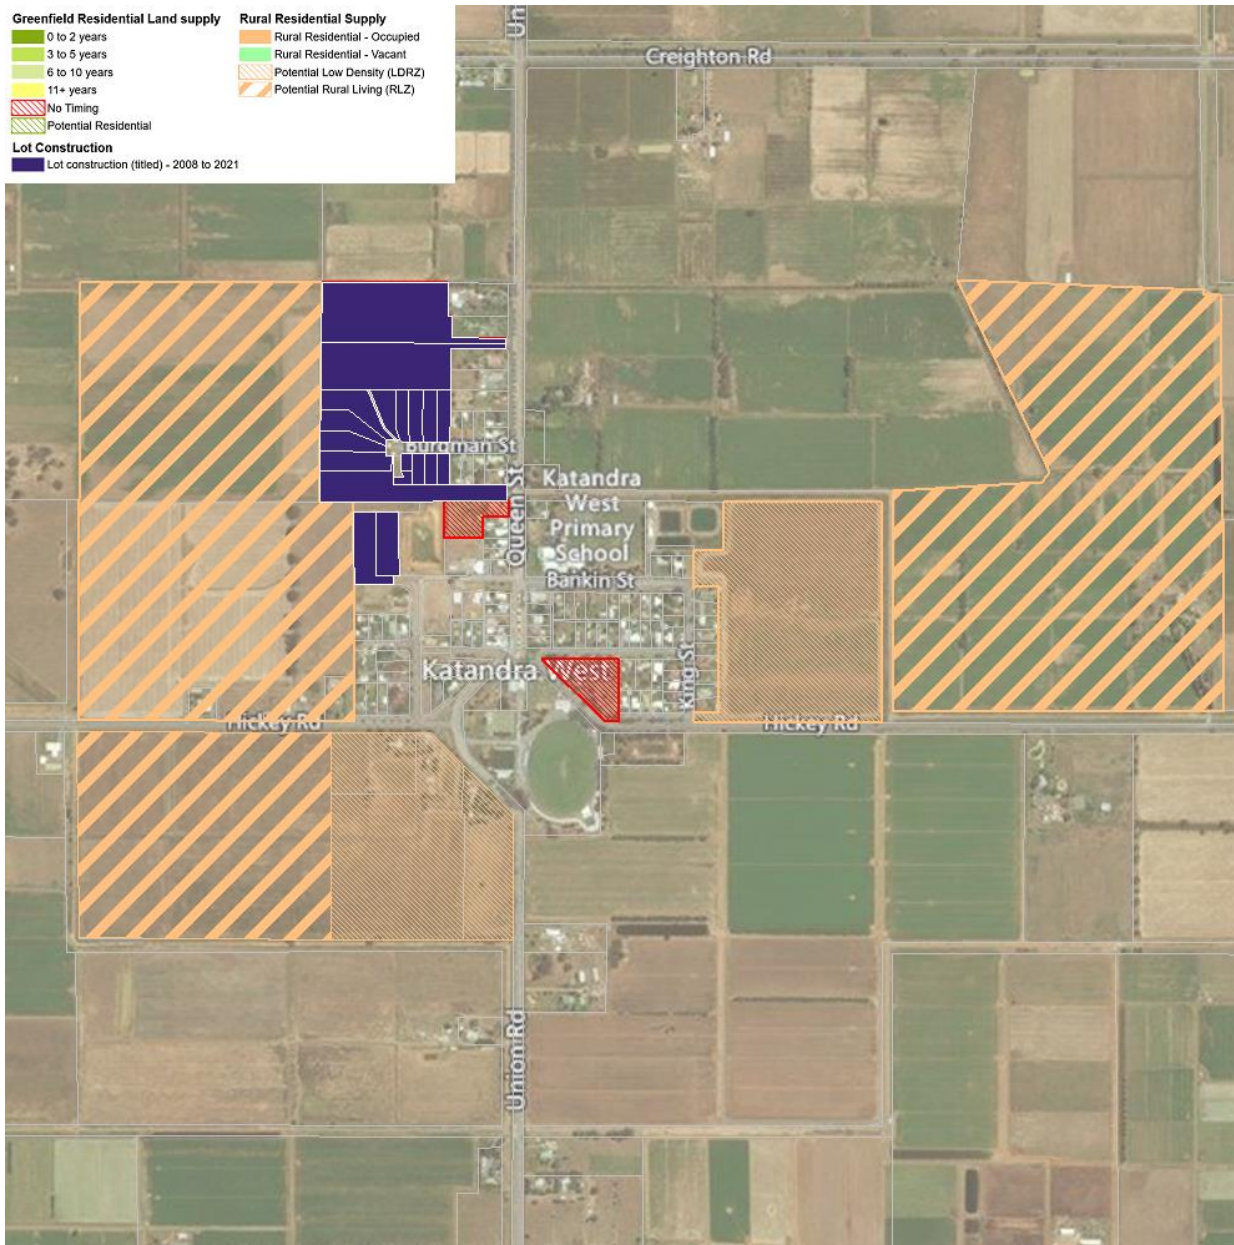 Greenfield Residential Land supply
0 to 2 years
3 to 5 years
6 to 10 years
11+ years
No Timing
Potential Residential
Lot Construction
Lot construction (titled) - 2008 to 2021
Rural Residential Supply
Rural Residential - Occupied
Rural Residential - Vacant
Potential Low Density (LDRZ)
Potential Rural Living (RLZ)
Un
Creighton Rd
Burgman St
Queen St
Katandra
West
Primary
School
Bankin St
King St
Katandra West
Hickey Rd
Hickey Rd
Union Rd